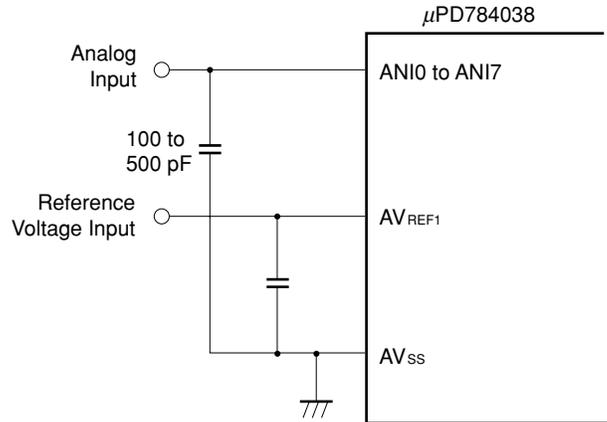 μPD784038
Analog
Input
ANI0 to ANI7
100 to
500 pF
Reference
Voltage Input
AVREF1
AVSS